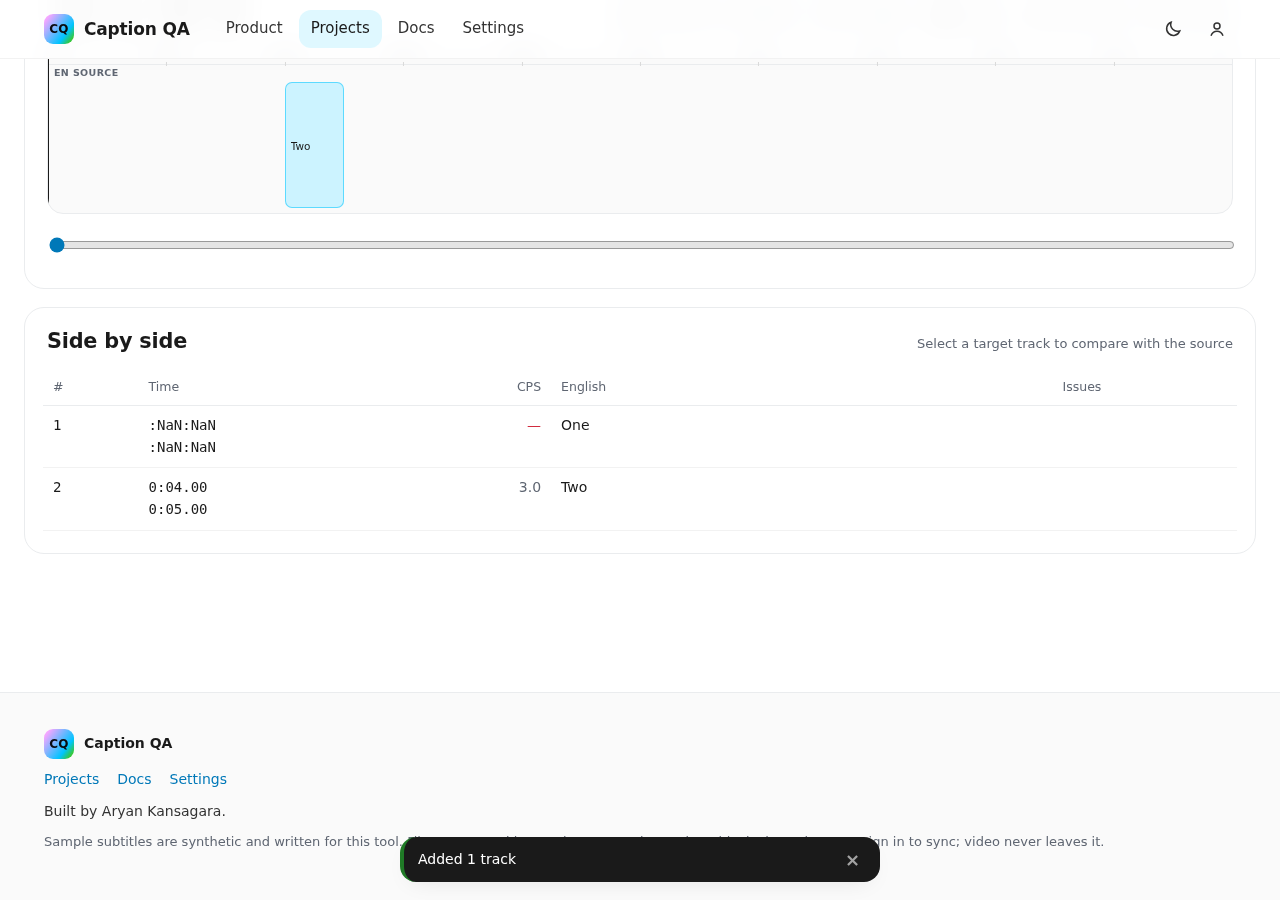 CQ Caption QA Product Projects Docs Settings
EN SOURCE
Two
Side by side
Select a target track to compare with the source
# Time CPS English Issues
1 :NaN:NaN — One
:NaN:NaN
2 0:04.00 3.0 Two
0:05.00
CQ Caption QA
Projects Docs Settings
Built by Aryan Kansagara.
Sample subtitles are synthetic and written for this tool. in to sync; video never leaves it.
Added 1 track ×